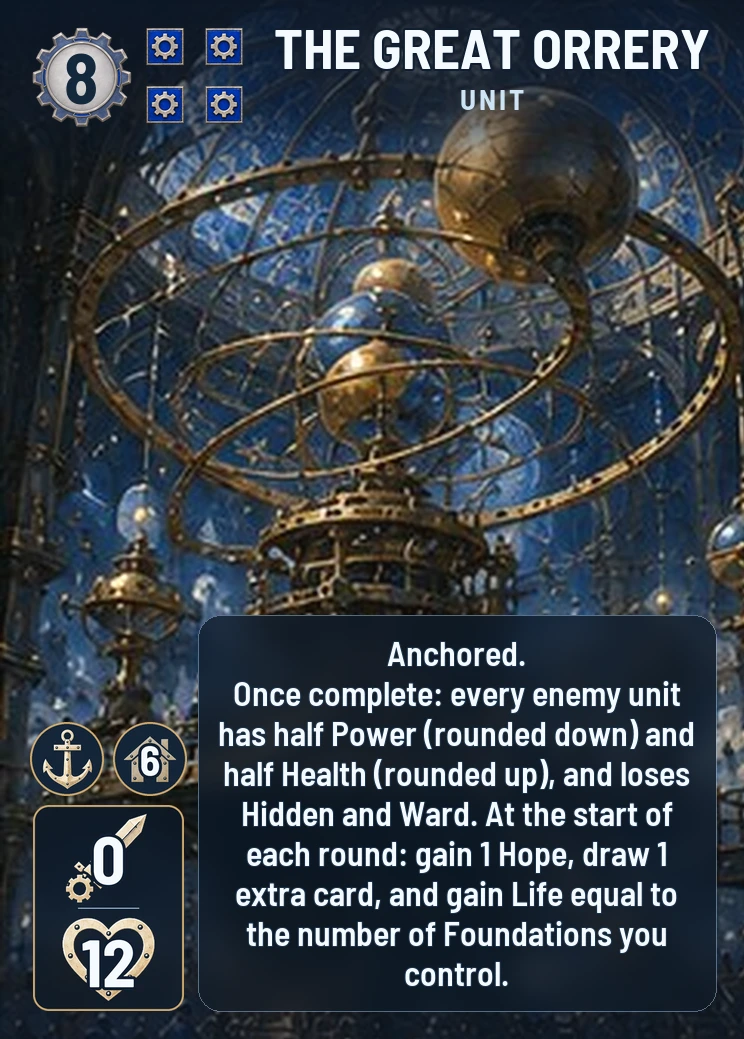 8
THE GREAT ORRERY
UNIT
Anchored.
Once complete: every enemy unit
has half Power (rounded down) and
half Health (rounded up), and loses
Hidden and Ward. At the start of
each round: gain 1 Hope, draw 1
extra card, and gain Life equal to
the number of Foundations you
control.
6
0
12